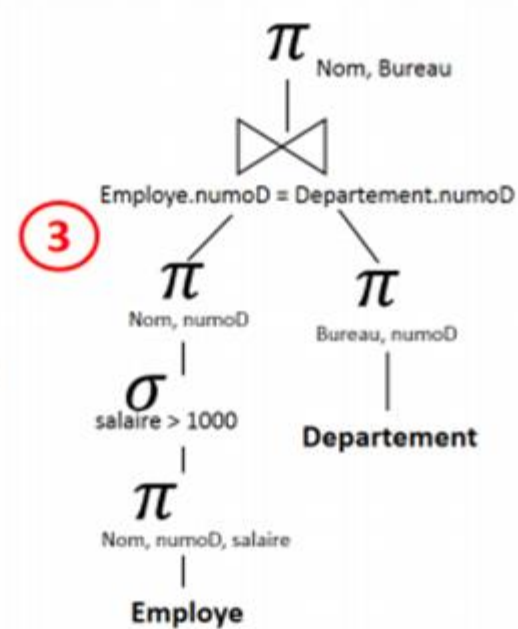 π
Nom, Bureau
Employe.numoD = Departement.numoD
3
π
Nom, numoD
π
Bureau, numoD
σ
salaire > 1000
Departement
π
Nom, numoD, salaire
Employe